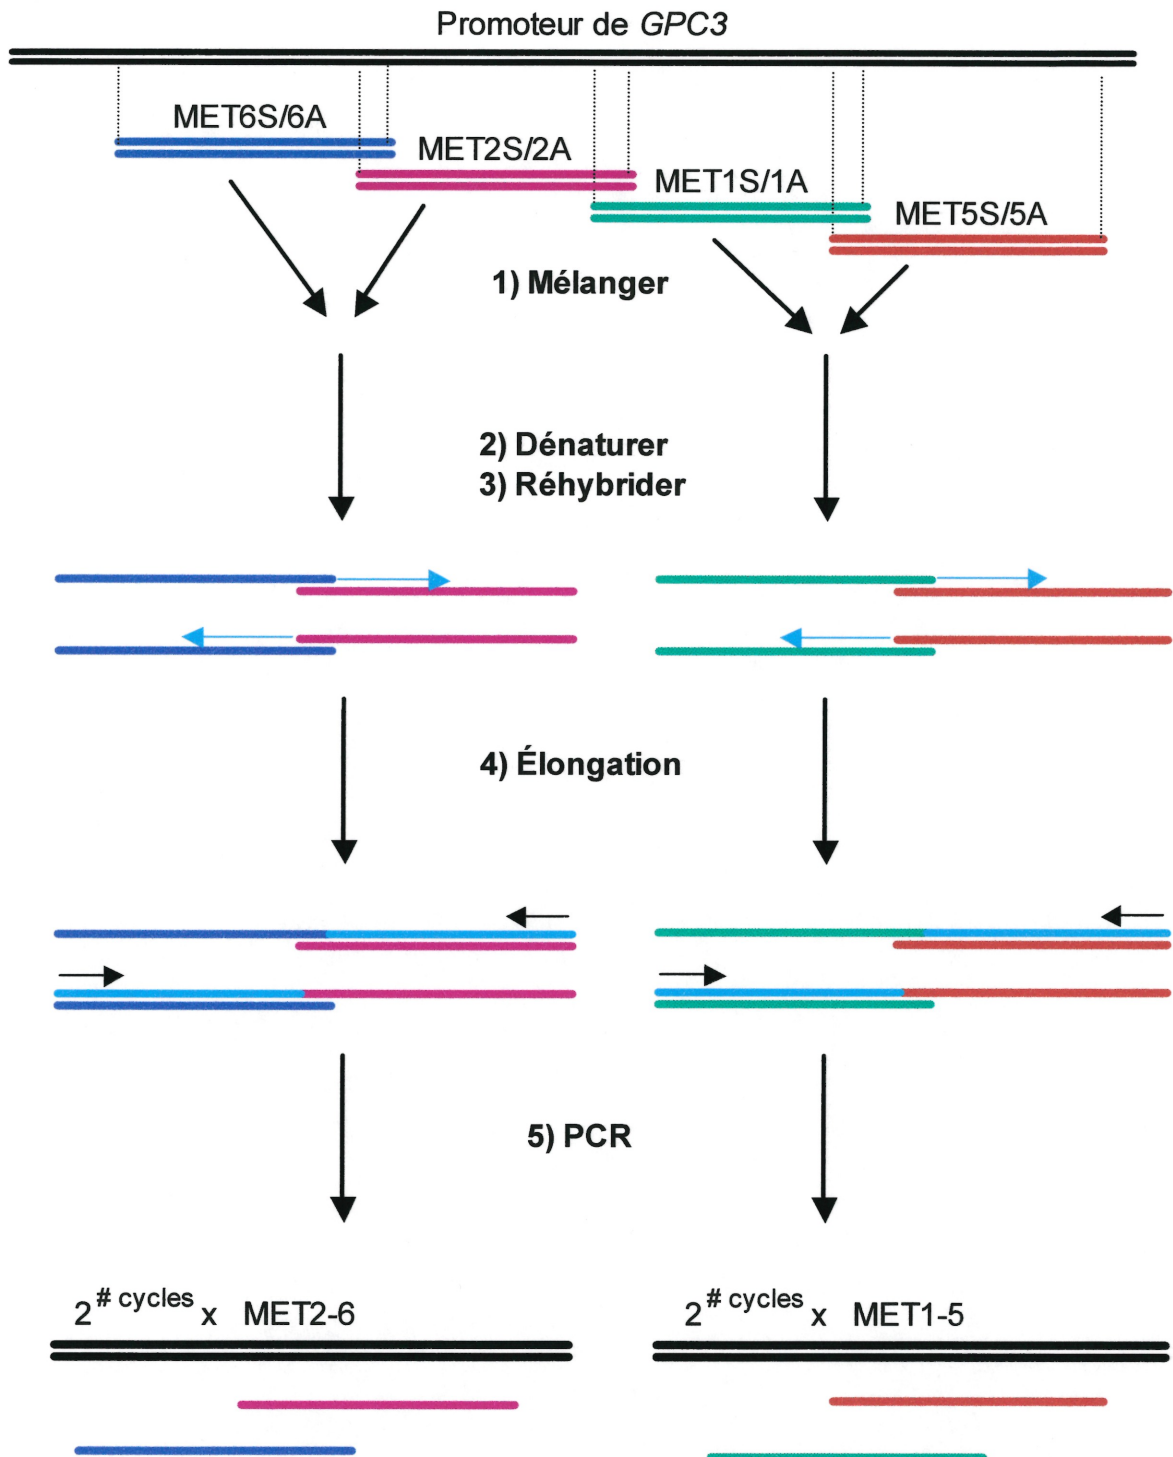 Promoteur de GPC3
MET6S/6A
MET2S/2A
MET1S/1A
MET5S/5A
1) Mélanger
2) Dénaturer
3) Réhybrider
4) Élongation
5) PCR
2 # cycles x MET2-6
2 # cycles x MET1-5